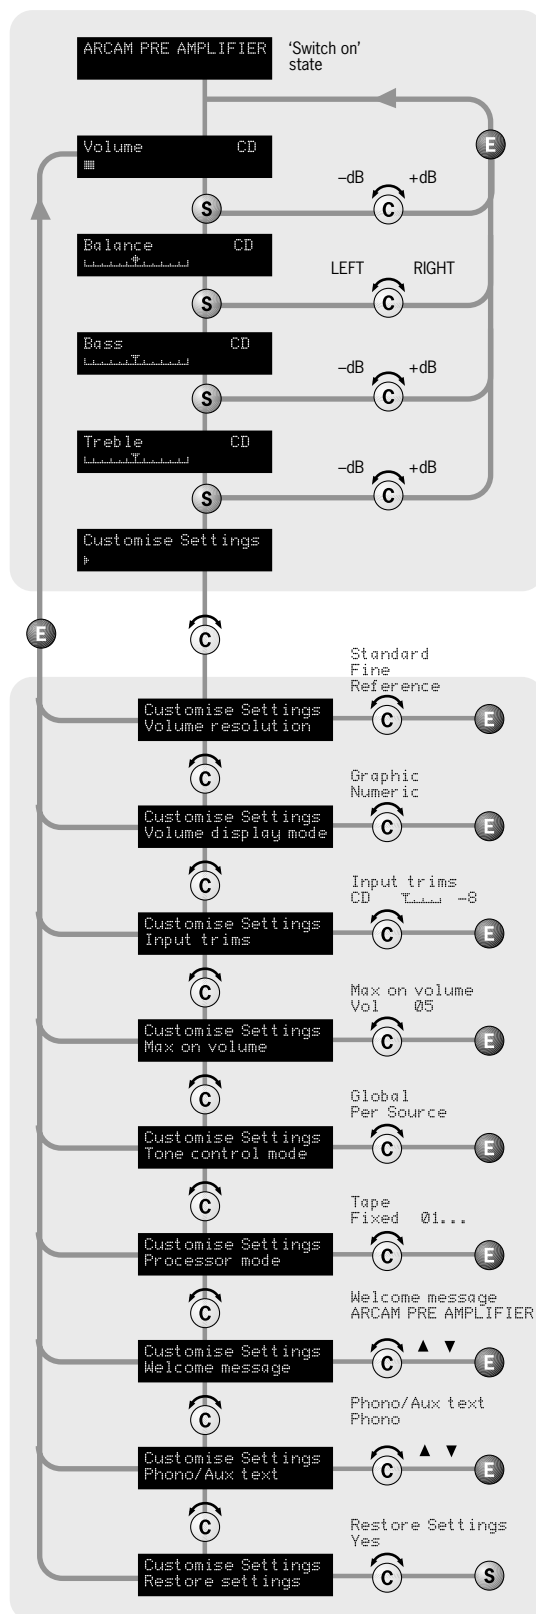 ARCAM PRE AMPLIFIER
'Switch on'
state
E
Volume CD
–dB +dB
S
C
Balance CD
LEFT RIGHT
S
C
Bass CD
–dB +dB
S
C
Treble CD
–dB +dB
S
C
Customise Settings
E
C
Standard
Fine
Reference
Customise Settings
Volume resolution
C
E
C
Graphic
Numeric
Customise Settings
Volume display mode
C
E
C
Input trims
CD –8
Customise Settings
Input trims
C
E
C
Max on volume
Vol 05
Customise Settings
Max on volume
C
E
C
Global
Per Source
Customise Settings
Tone control mode
C
E
C
Tape
Fixed 01...
Customise Settings
Processor mode
C
E
C
Welcome message
ARCAM PRE AMPLIFIER
Customise Settings
Welcome message
C ▲ ▼
E
C
Phono/Aux text
Phono
Customise Settings
Phono/Aux text
C ▲ ▼
E
C
Restore Settings
Yes
Customise Settings
Restore settings
C
S